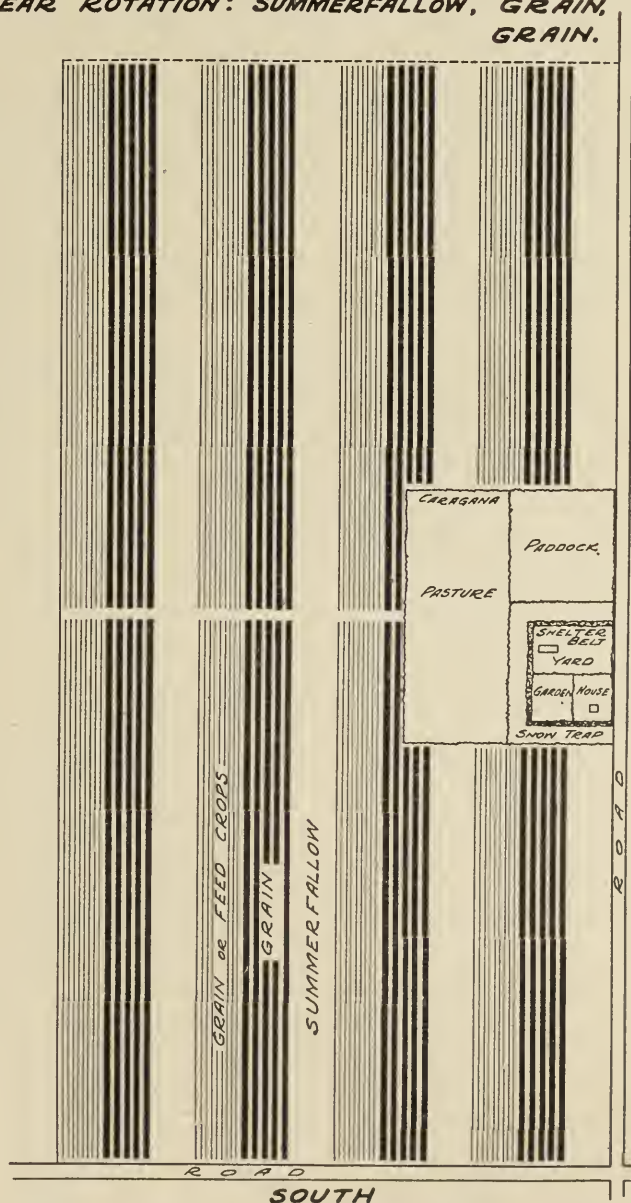 EAR ROTATION: SUMMERFALLOW, GRAIN,
GRAIN.
CARAGANA
PADDOCK
PASTURE
SHELTER
BELT
YARD
GARDEN HOUSE
SNOW TRAP
ROAD
GRAIN or FEED CROPS
GRAIN
SUMMERFALLOW
ROAD
SOUTH